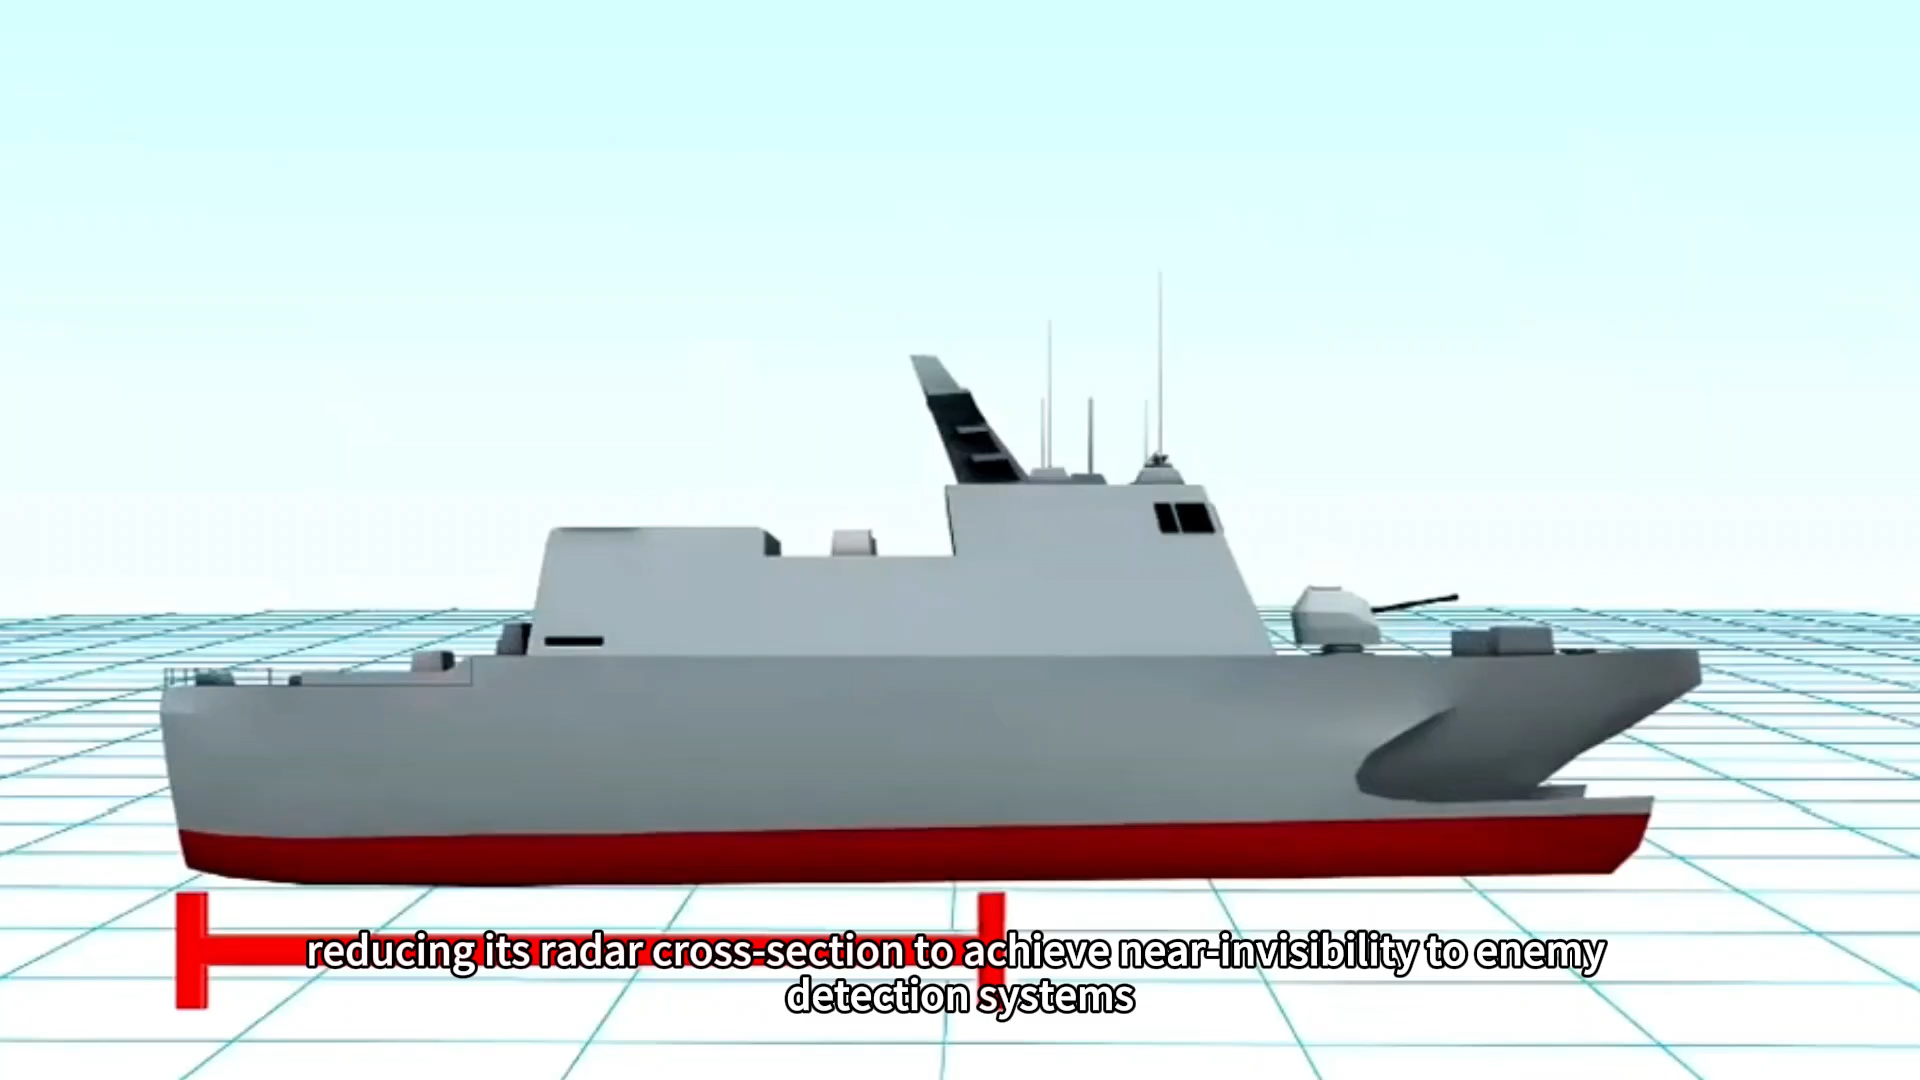 reducing its radar cross-section to achieve near-invisibility to enemy
detection systems